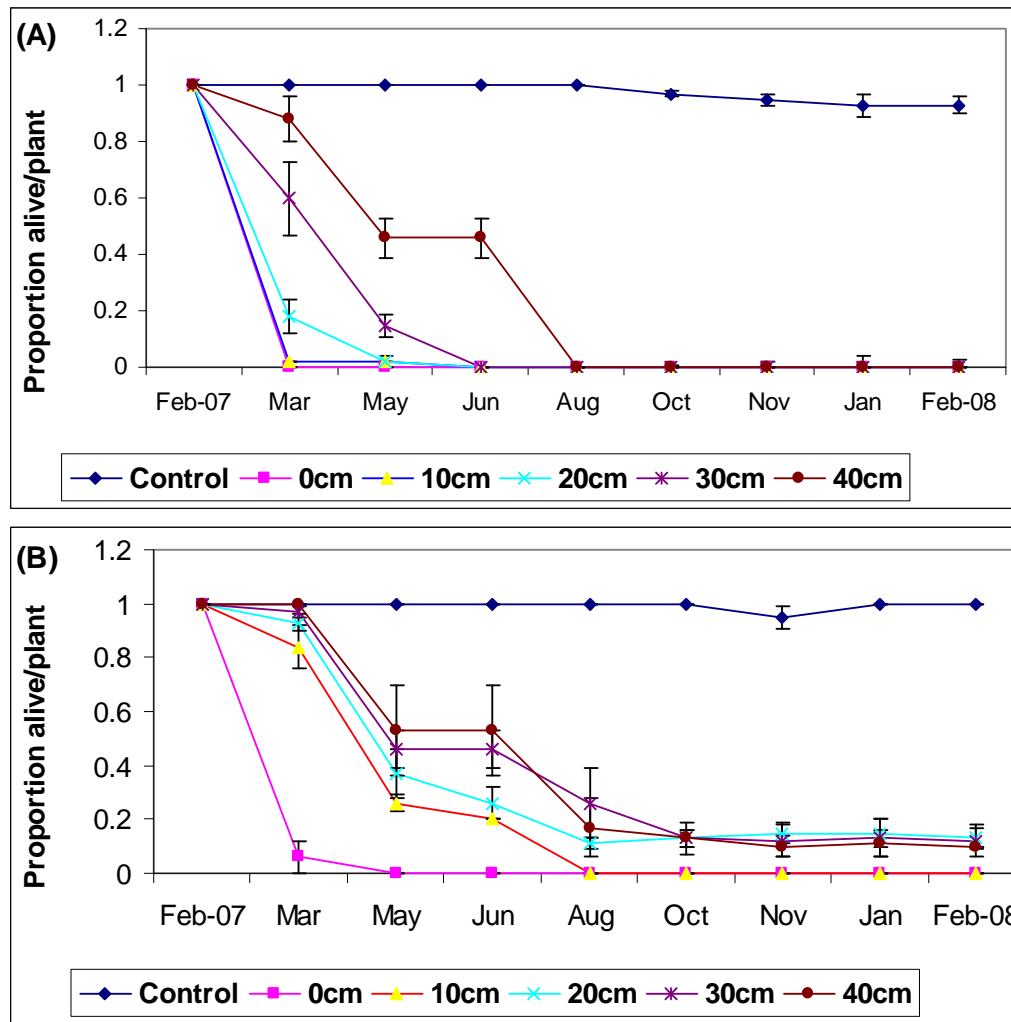 (A)
Proportion alive/plant
1.2
1
0.8
0.6
0.4
0.2
0
Feb-07 Mar May Jun Aug Oct Nov Jan Feb-08
Control 0cm 10cm 20cm 30cm 40cm
(B)
Proportion alive/plant
1.2
1
0.8
0.6
0.4
0.2
0
Feb-07 Mar May Jun Aug Oct Nov Jan Feb-08
Control 0cm 10cm 20cm 30cm 40cm